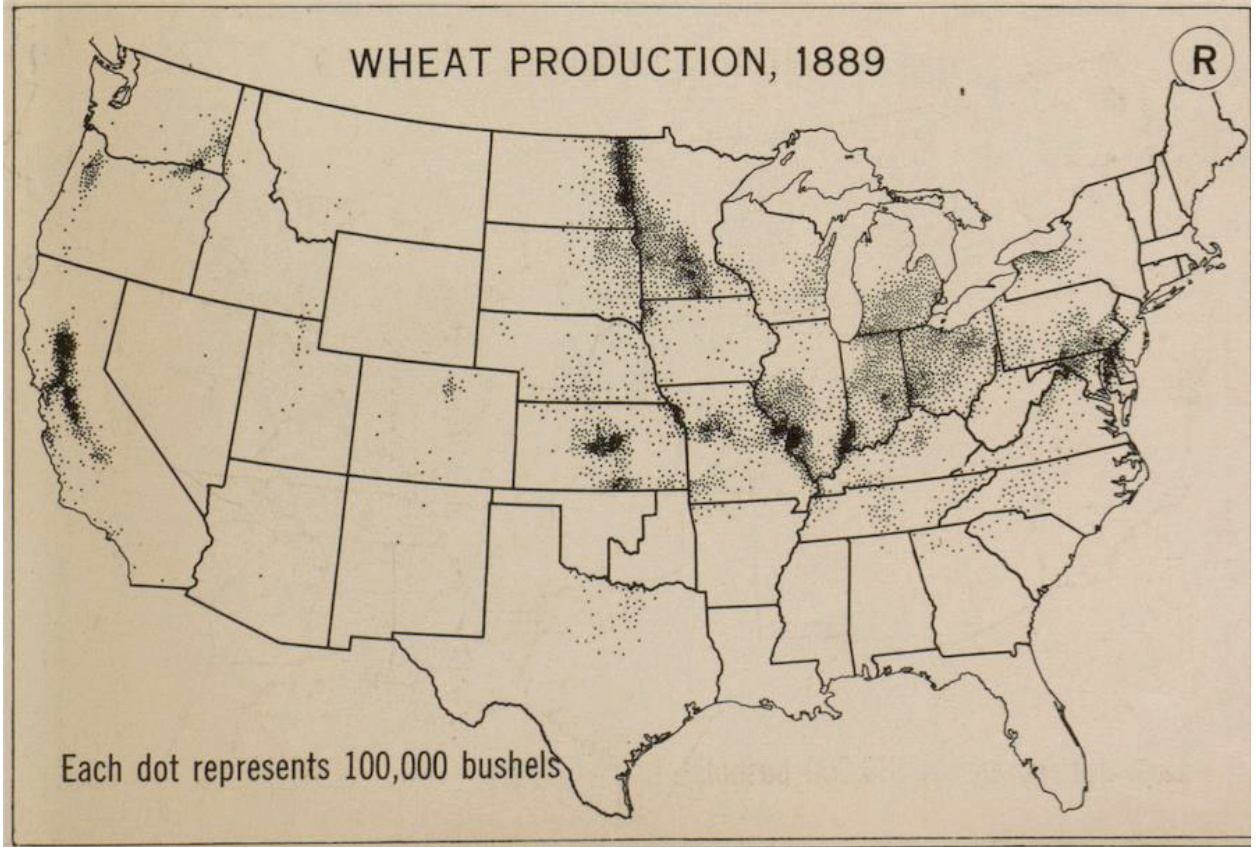 WHEAT PRODUCTION, 1889
R
Each dot represents 100,000 bushels